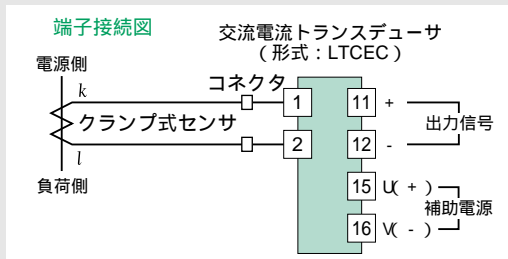 端子接続図
交流電流トランスデューサ
(形式:LTCEC)
電源側
k
コネクタ
1
11 +
クランプ式センサ
出力信号
l
2
12 -
負荷側
15 U( + )
補助電源
16 V( - )